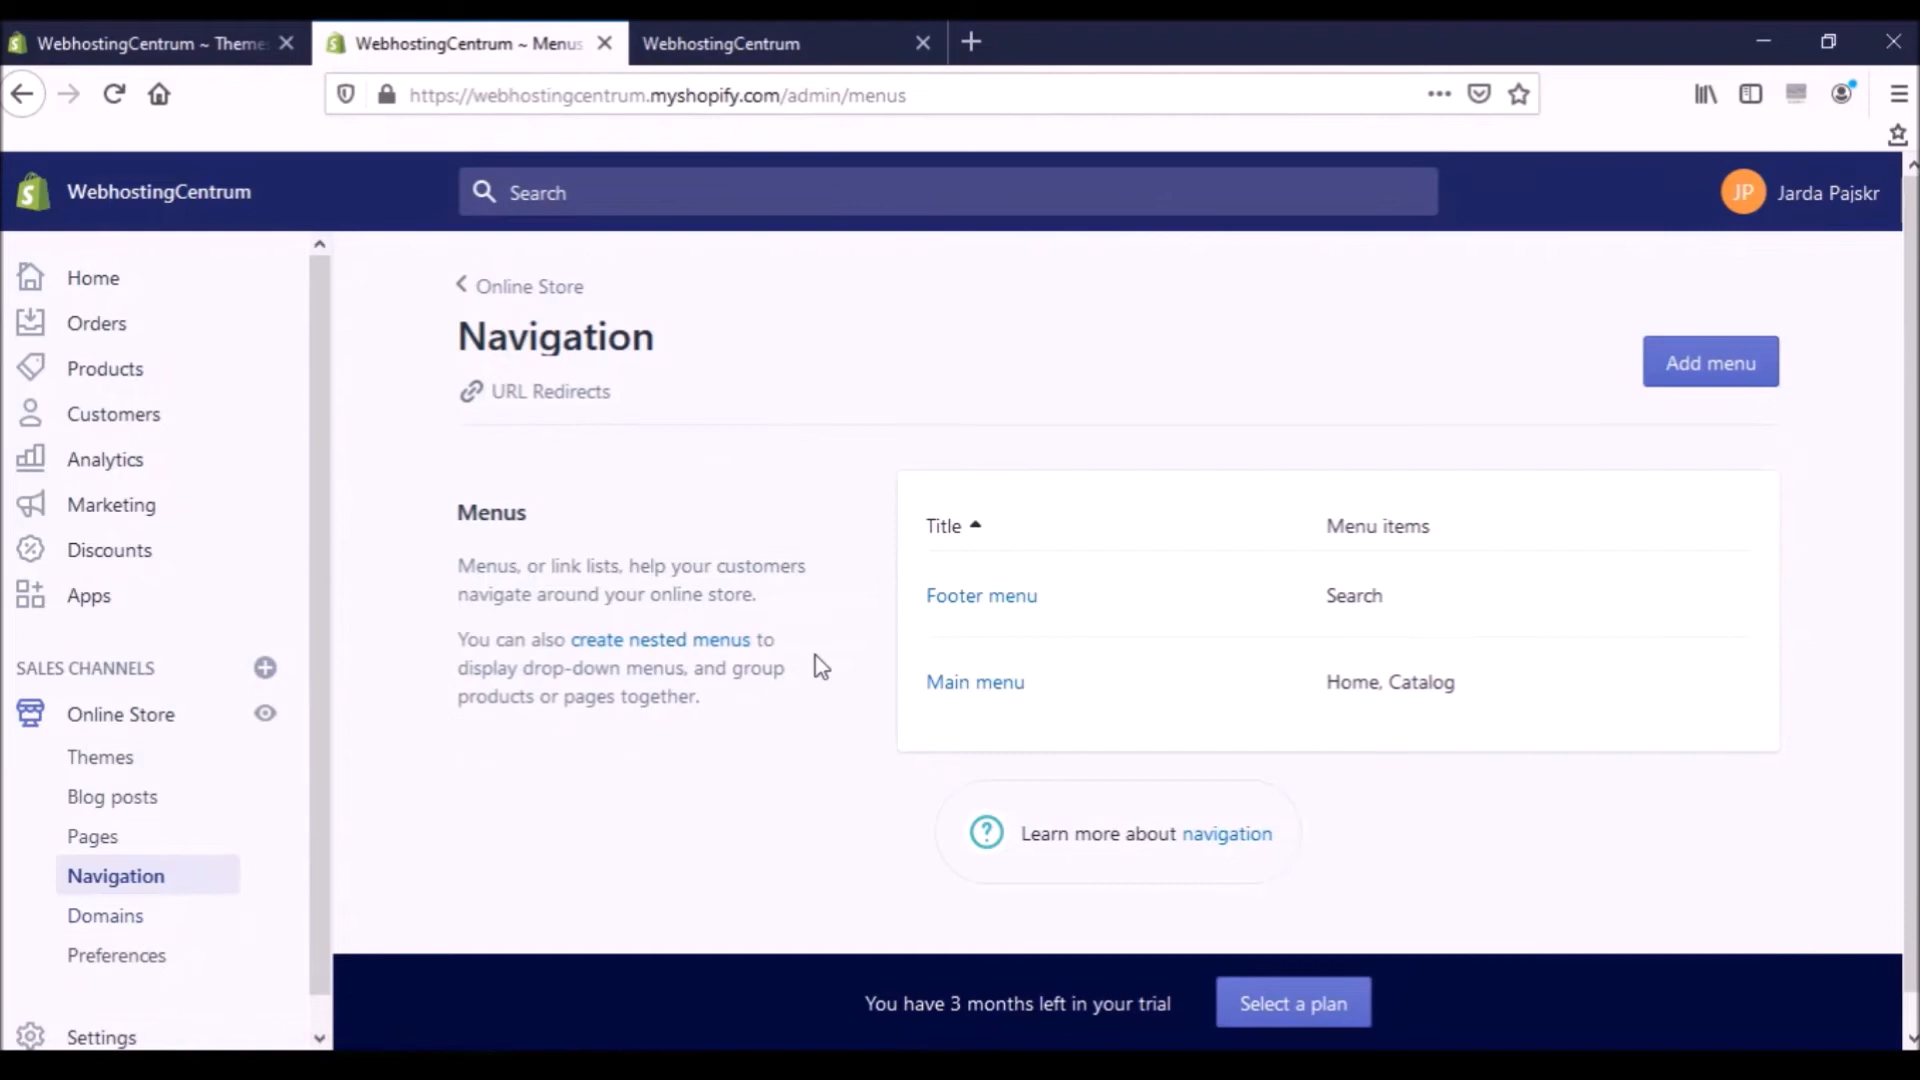 WebhostingCentrum ~ Theme
WebhostingCentrum ~ Menus
WebhostingCentrum
https://webhostingcentrum.myshopify.com/admin/menus
WebhostingCentrum
Search
JP
Jarda Pajskr
Home
Orders
Products
Customers
Analytics
Marketing
Discounts
Apps
SALES CHANNELS
Online Store
Themes
Blog posts
Pages
Navigation
Domains
Preferences
Settings
Online Store
Navigation
URL Redirects
Add menu
Menus
Menus, or link lists, help your customers
navigate around your online store.
You can also create nested menus to
display drop-down menus, and group
products or pages together.
Title
Menu items
Footer menu
Search
Main menu
Home, Catalog
Learn more about navigation
You have 3 months left in your trial
Select a plan